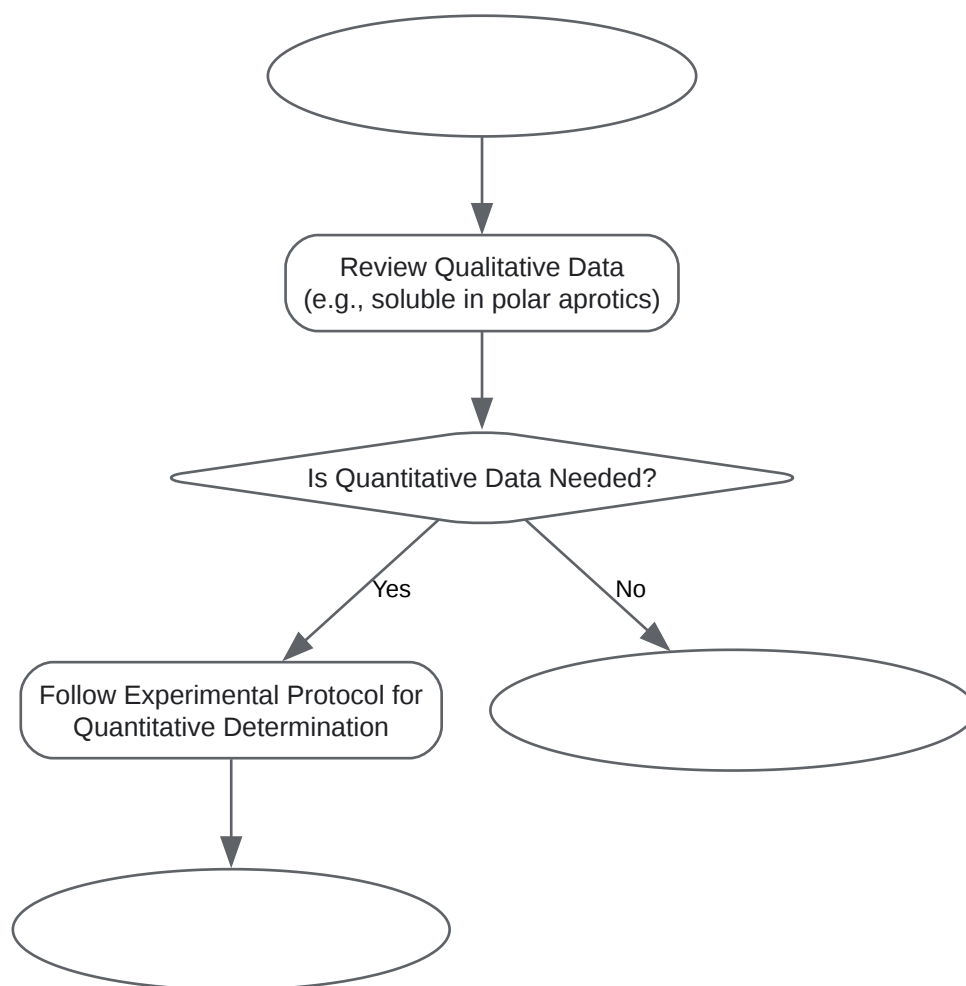 Review Qualitative Data
(e.g., soluble in polar aprotics)
Is Quantitative Data Needed?
Yes
No
Follow Experimental Protocol for
Quantitative Determination